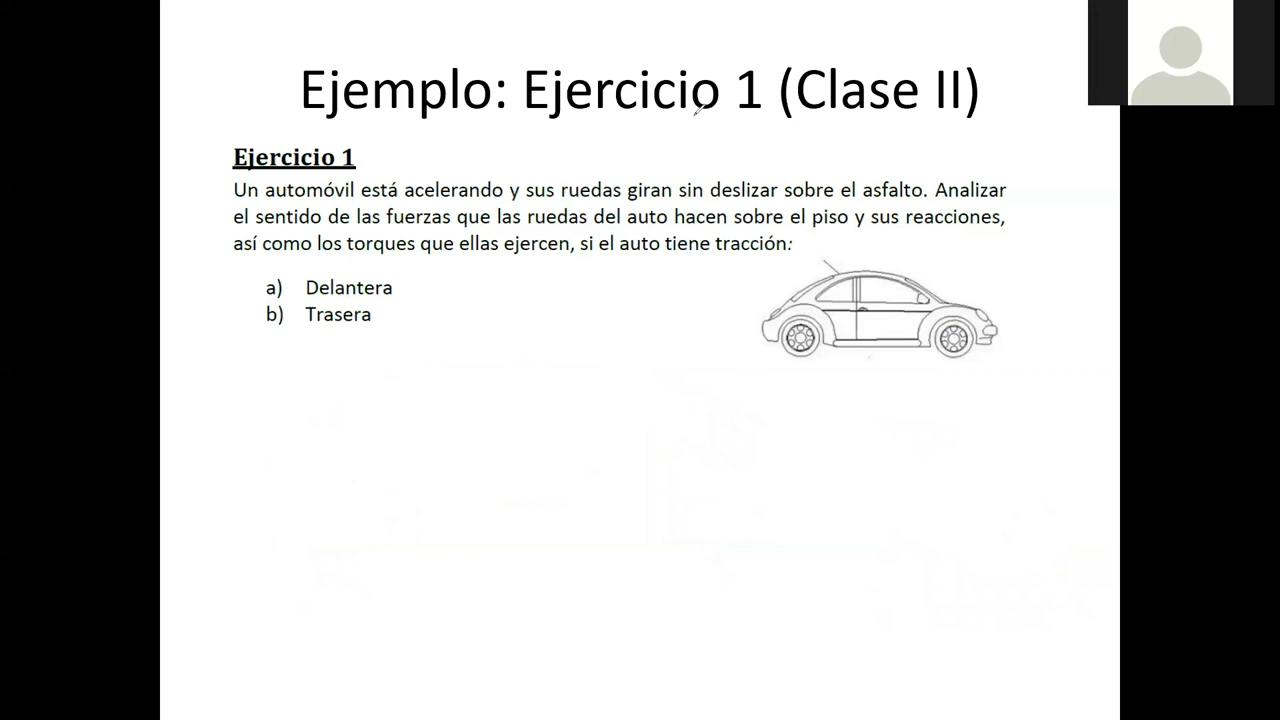 Ejemplo: Ejercicio 1 (Clase II)
Ejercicio 1
Un automóvil está acelerando y sus ruedas giran sin deslizar sobre el asfalto. Analizar
el sentido de las fuerzas que las ruedas del auto hacen sobre el piso y sus reacciones,
así como los torques que ellas ejercen, si el auto tiene tracción:
a) Delantera
b) Trasera